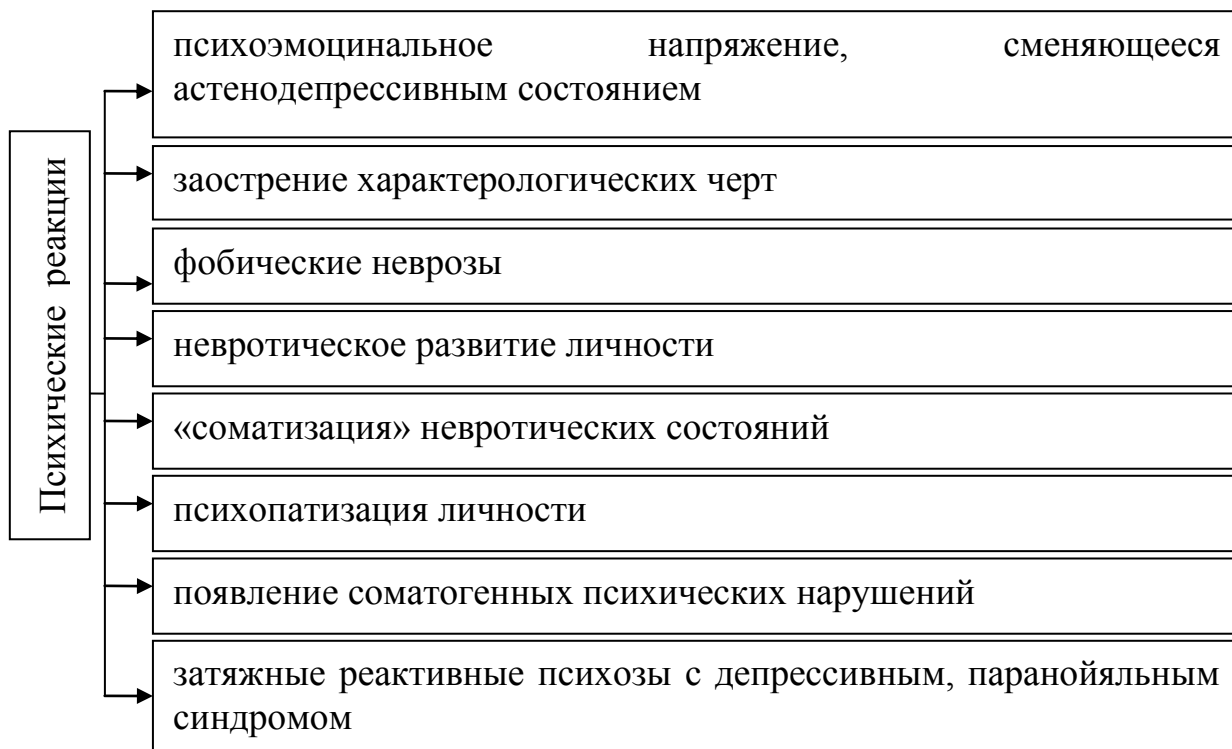 Психические реакции
психоэмоцинальное напряжение, сменяющееся
астенодепрессивным состоянием
заострение характерологических черт
фобические неврозы
невротическое развитие личности
«соматизация» невротических состояний
психопатизация личности
появление соматогенных психических нарушений
затяжные реактивные психозы с депрессивным, паранойяльным
синдромом